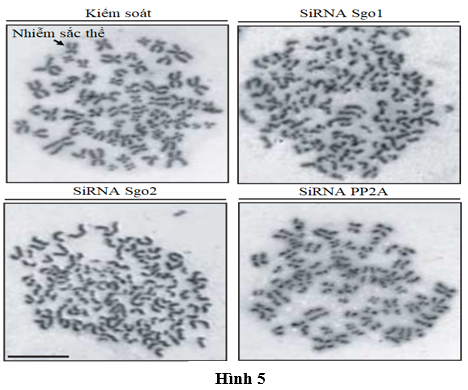 Kiểm soát
SiRNA Sgo1
Nhiễm sắc thể
SiRNA Sgo2
SiRNA PP2A
Hình 5